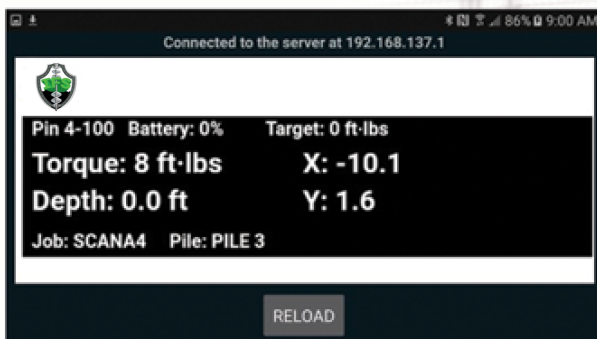 86% 9:00 AM
Connected to the server at 192.168.137.1
Pin 4-100 Battery: 0% Target: 0 ft·lbs
Torque: 8 ft·lbs X: -10.1
Depth: 0.0 ft Y: 1.6
Job: SCANA4 Pile: PILE 3
RELOAD